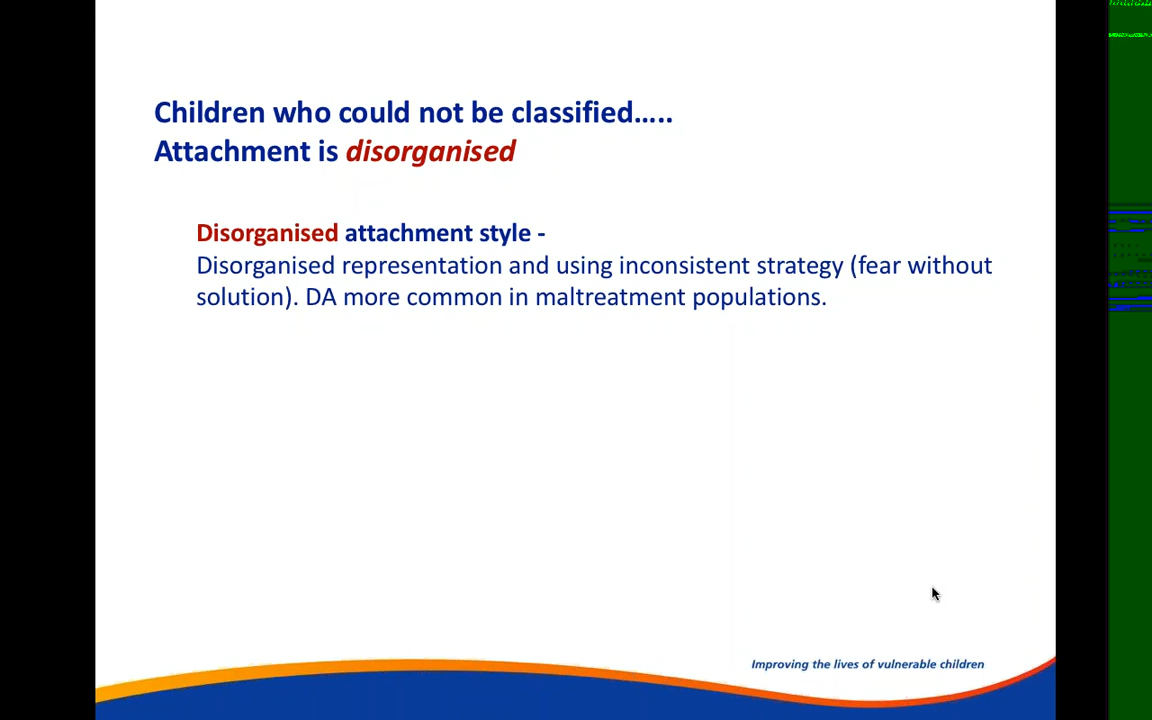 Children who could not be classified.....
Attachment is disorganised
Disorganised attachment style -
Disorganised representation and using inconsistent strategy (fear without
solution). DA more common in maltreatment populations.
Improving the lives of vulnerable children